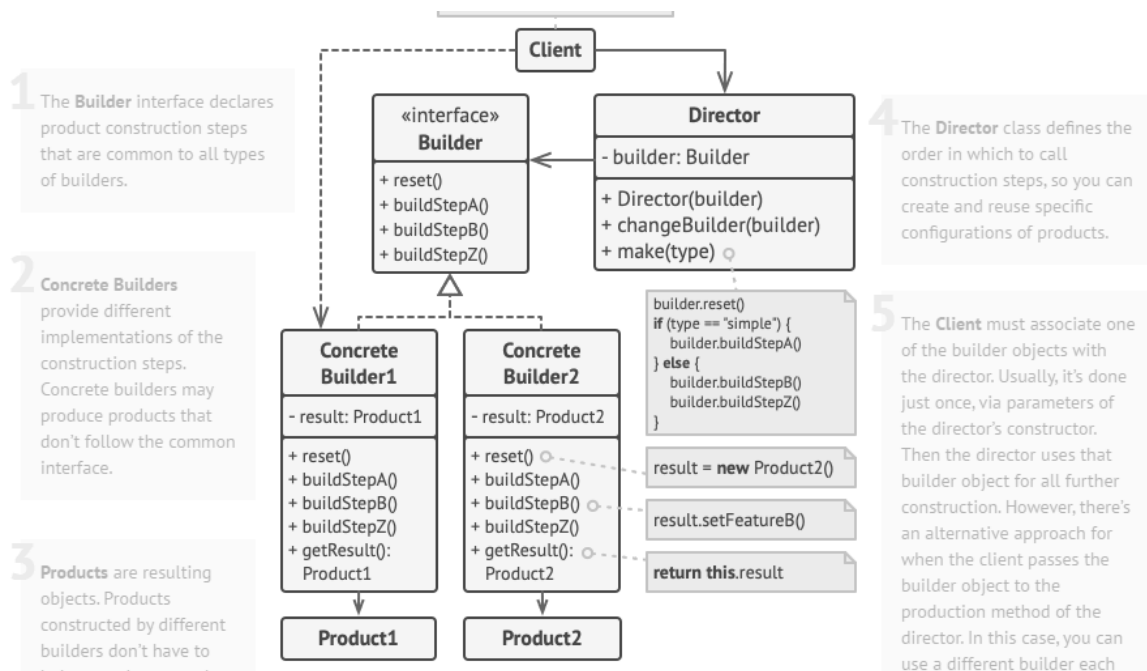 Client
1
The Builder interface declares
product construction steps
that are common to all types
of builders.
«interface»
Builder
+ reset()
+ buildStepA()
+ buildStepB()
+ buildStepZ()
Director
- builder: Builder
+ Director(builder)
+ changeBuilder(builder)
+ make(type)
4
The Director class defines the
order in which to call
construction steps, so you can
create and reuse specific
configurations of products.
2
Concrete Builders
provide different
implementations of the
construction steps.
Concrete builders may
produce products that
don't follow the common
interface.
Concrete
Builder1
- result: Product1
+ reset()
+ buildStepA()
+ buildStepB()
+ buildStepZ()
+ getResult():
Product1
Concrete
Builder2
- result: Product2
+ reset()
+ buildStepA()
+ buildStepB()
+ buildStepZ()
+ getResult():
Product2
builder.reset()
if (type == "simple") {
builder.buildStepA()
} else {
builder.buildStepB()
builder.buildStepZ()
}
result = new Product2()
result.setFeatureB()
return this.result
5
The Client must associate one
of the builder objects with
the director. Usually, it's done
just once, via parameters of
the director's constructor.
Then the director uses that
builder object for all further
construction. However, there's
an alternative approach for
when the client passes the
builder object to the
production method of the
director. In this case, you can
use a different builder each
3
Products are resulting
objects. Products
constructed by different
builders don't have to
Product1
Product2